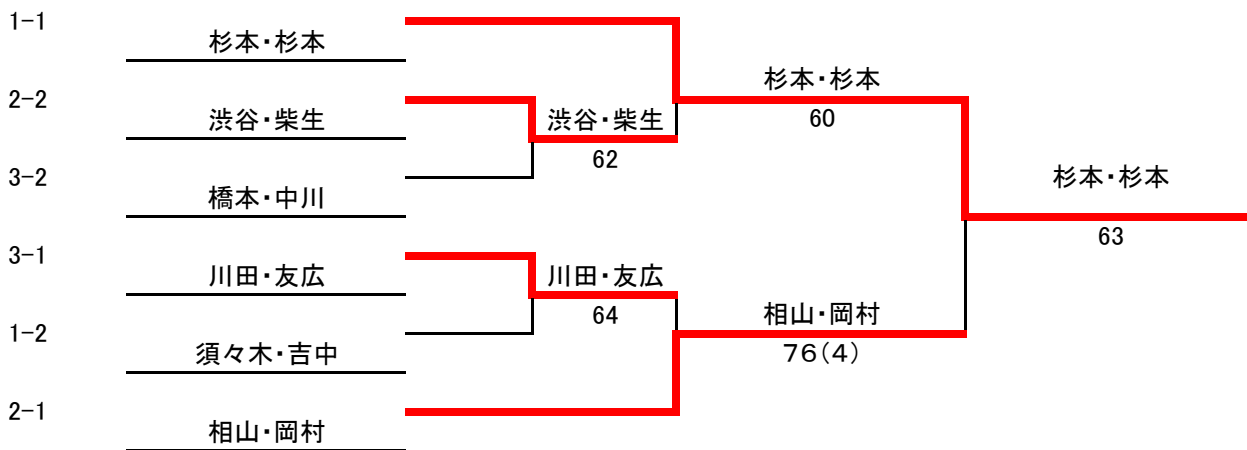 1-1
杉本・杉本
2-2
渋谷・柴生
3-2
橋本・中川
3-1
川田・友広
1-2
須々木・吉中
2-1
相山・岡村
渋谷・柴生
62
川田・友広
64
杉本・杉本
60
相山・岡村
76(4)
杉本・杉本
63